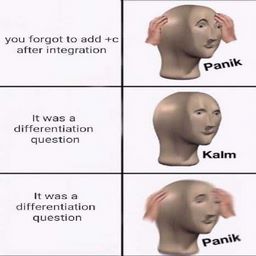 you forgot to add +c
after integration
Panik
It was a
differentiation
question
Kalm
It was a
differentiation
question
Panik